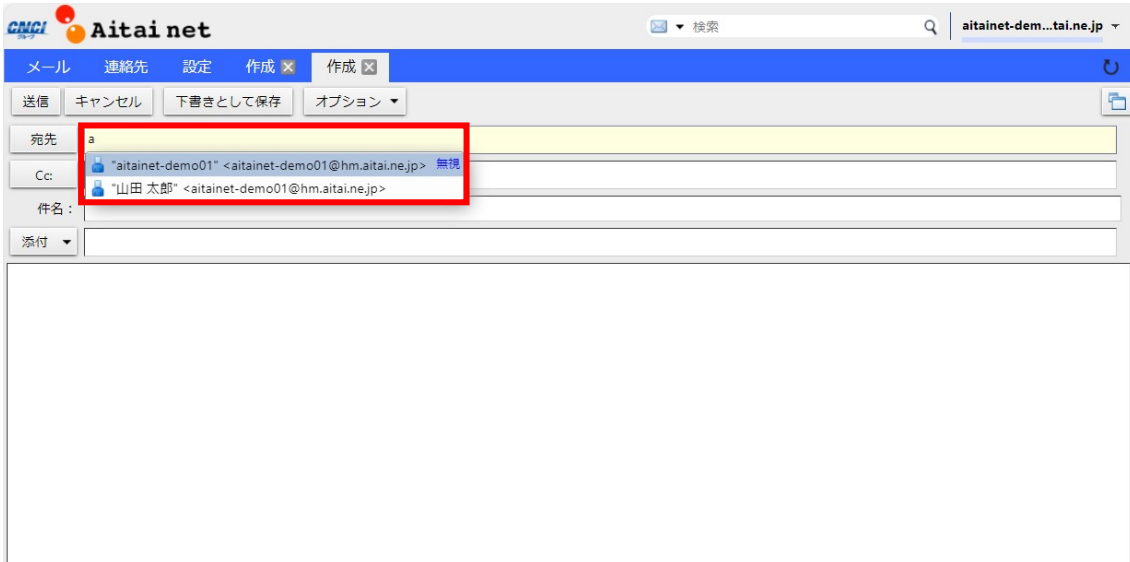 CNCI グループ Aitai net 検索 aitainet-dem...tai.ne.jp
メール 連絡先 設定 作成 作成
送信 キャンセル 下書きとして保存 オプション
宛先 a
"aitainet-demo01" <aitainet-demo01@hm.aitai.ne.jp> 無視
Cc:
"山田 太郎" <aitainet-demo01@hm.aitai.ne.jp>
件名：
添付